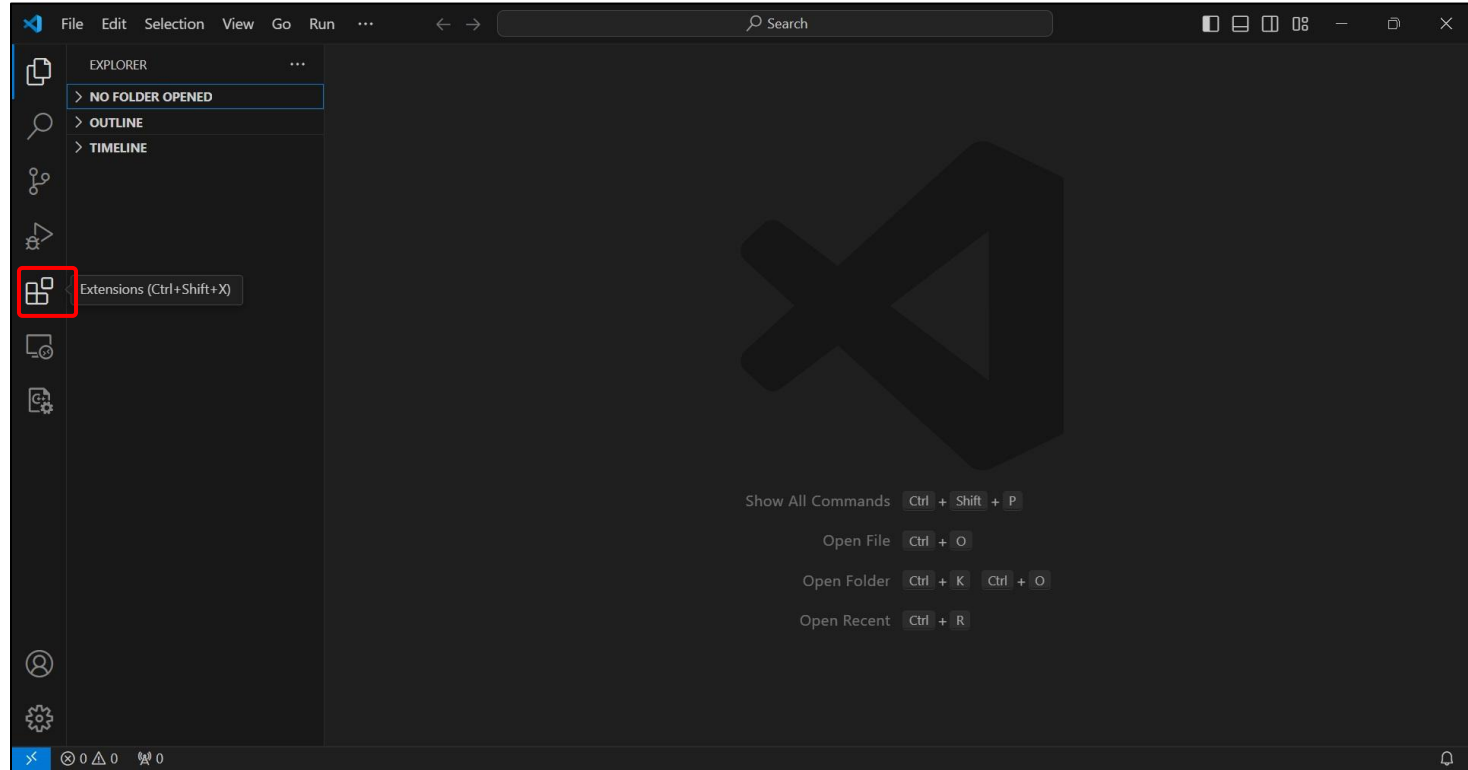 File Edit Selection View Go Run ··· Search
EXPLORER ···
NO FOLDER OPENED
OUTLINE
TIMELINE
Extensions (Ctrl+Shift+X)
Show All Commands Ctrl + Shift + P
Open File Ctrl + O
Open Folder Ctrl + K Ctrl + O
Open Recent Ctrl + R
0 0 0